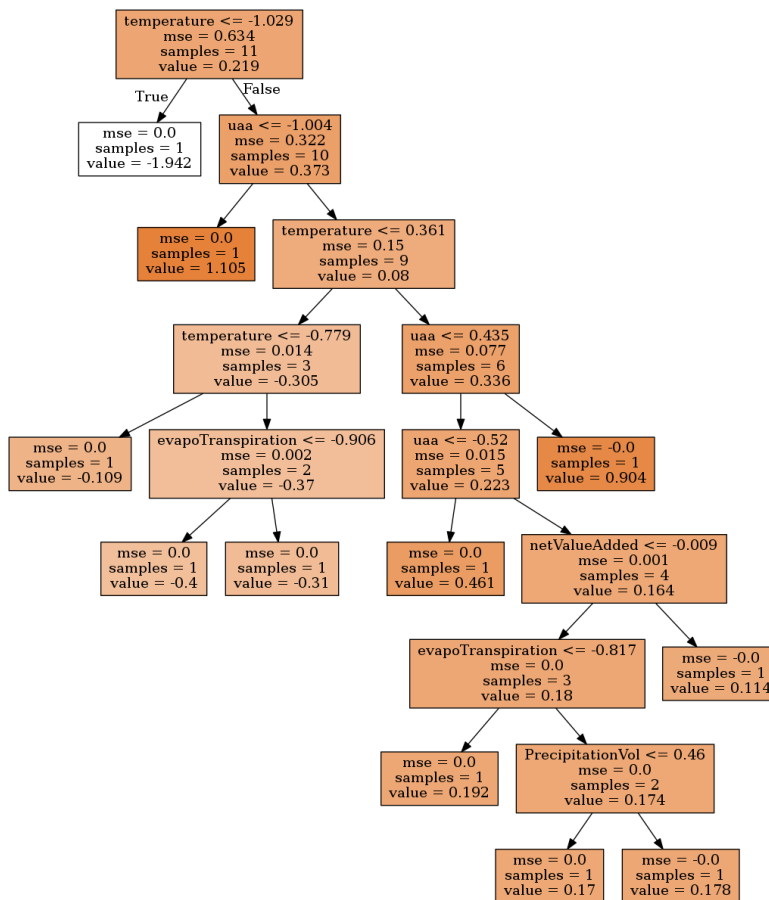 temperature <= -1.029
mse = 0.634
samples = 11
value = 0.219
True
False
mse = 0.0
samples = 1
value = -1.942
uaa <= -1.004
mse = 0.322
samples = 10
value = 0.373
mse = 0.0
samples = 1
value = 1.105
temperature <= 0.361
mse = 0.15
samples = 9
value = 0.08
temperature <= -0.779
mse = 0.014
samples = 3
value = -0.305
uaa <= 0.435
mse = 0.077
samples = 6
value = 0.336
mse = 0.0
samples = 1
value = -0.109
evapoTranspiration <= -0.906
mse = 0.002
samples = 2
value = -0.37
uaa <= -0.52
mse = 0.015
samples = 5
value = 0.223
mse = -0.0
samples = 1
value = 0.904
mse = 0.0
samples = 1
value = -0.4
mse = 0.0
samples = 1
value = -0.31
mse = 0.0
samples = 1
value = 0.461
netValueAdded <= -0.009
mse = 0.001
samples = 4
value = 0.164
evapoTranspiration <= -0.817
mse = 0.0
samples = 3
value = 0.18
mse = -0.0
samples = 1
value = 0.114
mse = 0.0
samples = 1
value = 0.192
PrecipitationVol <= 0.46
mse = 0.0
samples = 2
value = 0.174
mse = 0.0
samples = 1
value = 0.17
mse = -0.0
samples = 1
value = 0.178